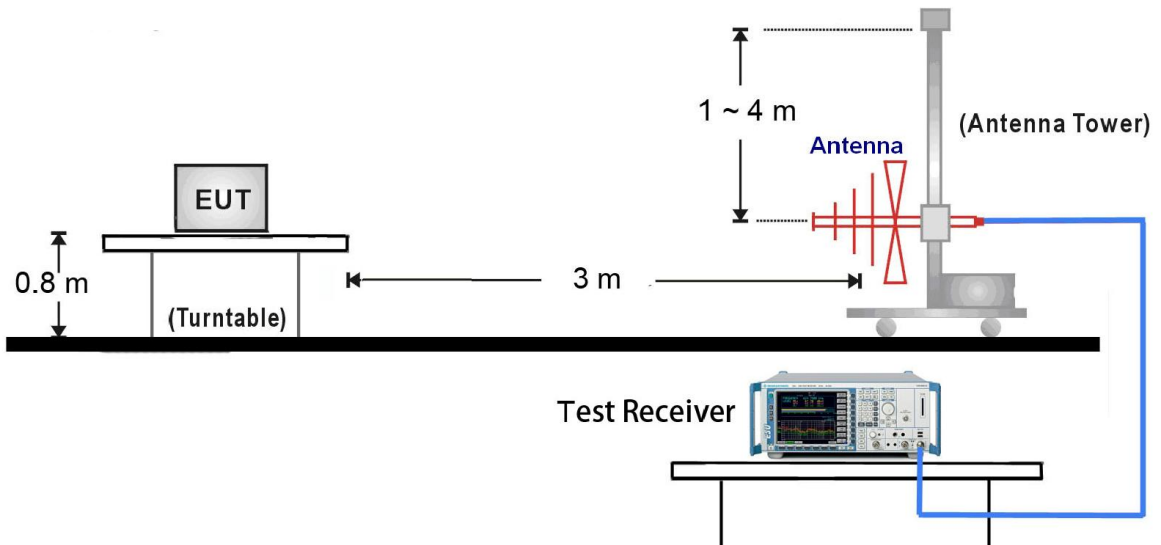 1 ~ 4 m
(Antenna Tower)
Antenna
EUT
0.8 m
3 m
(Turntable)
Test Receiver